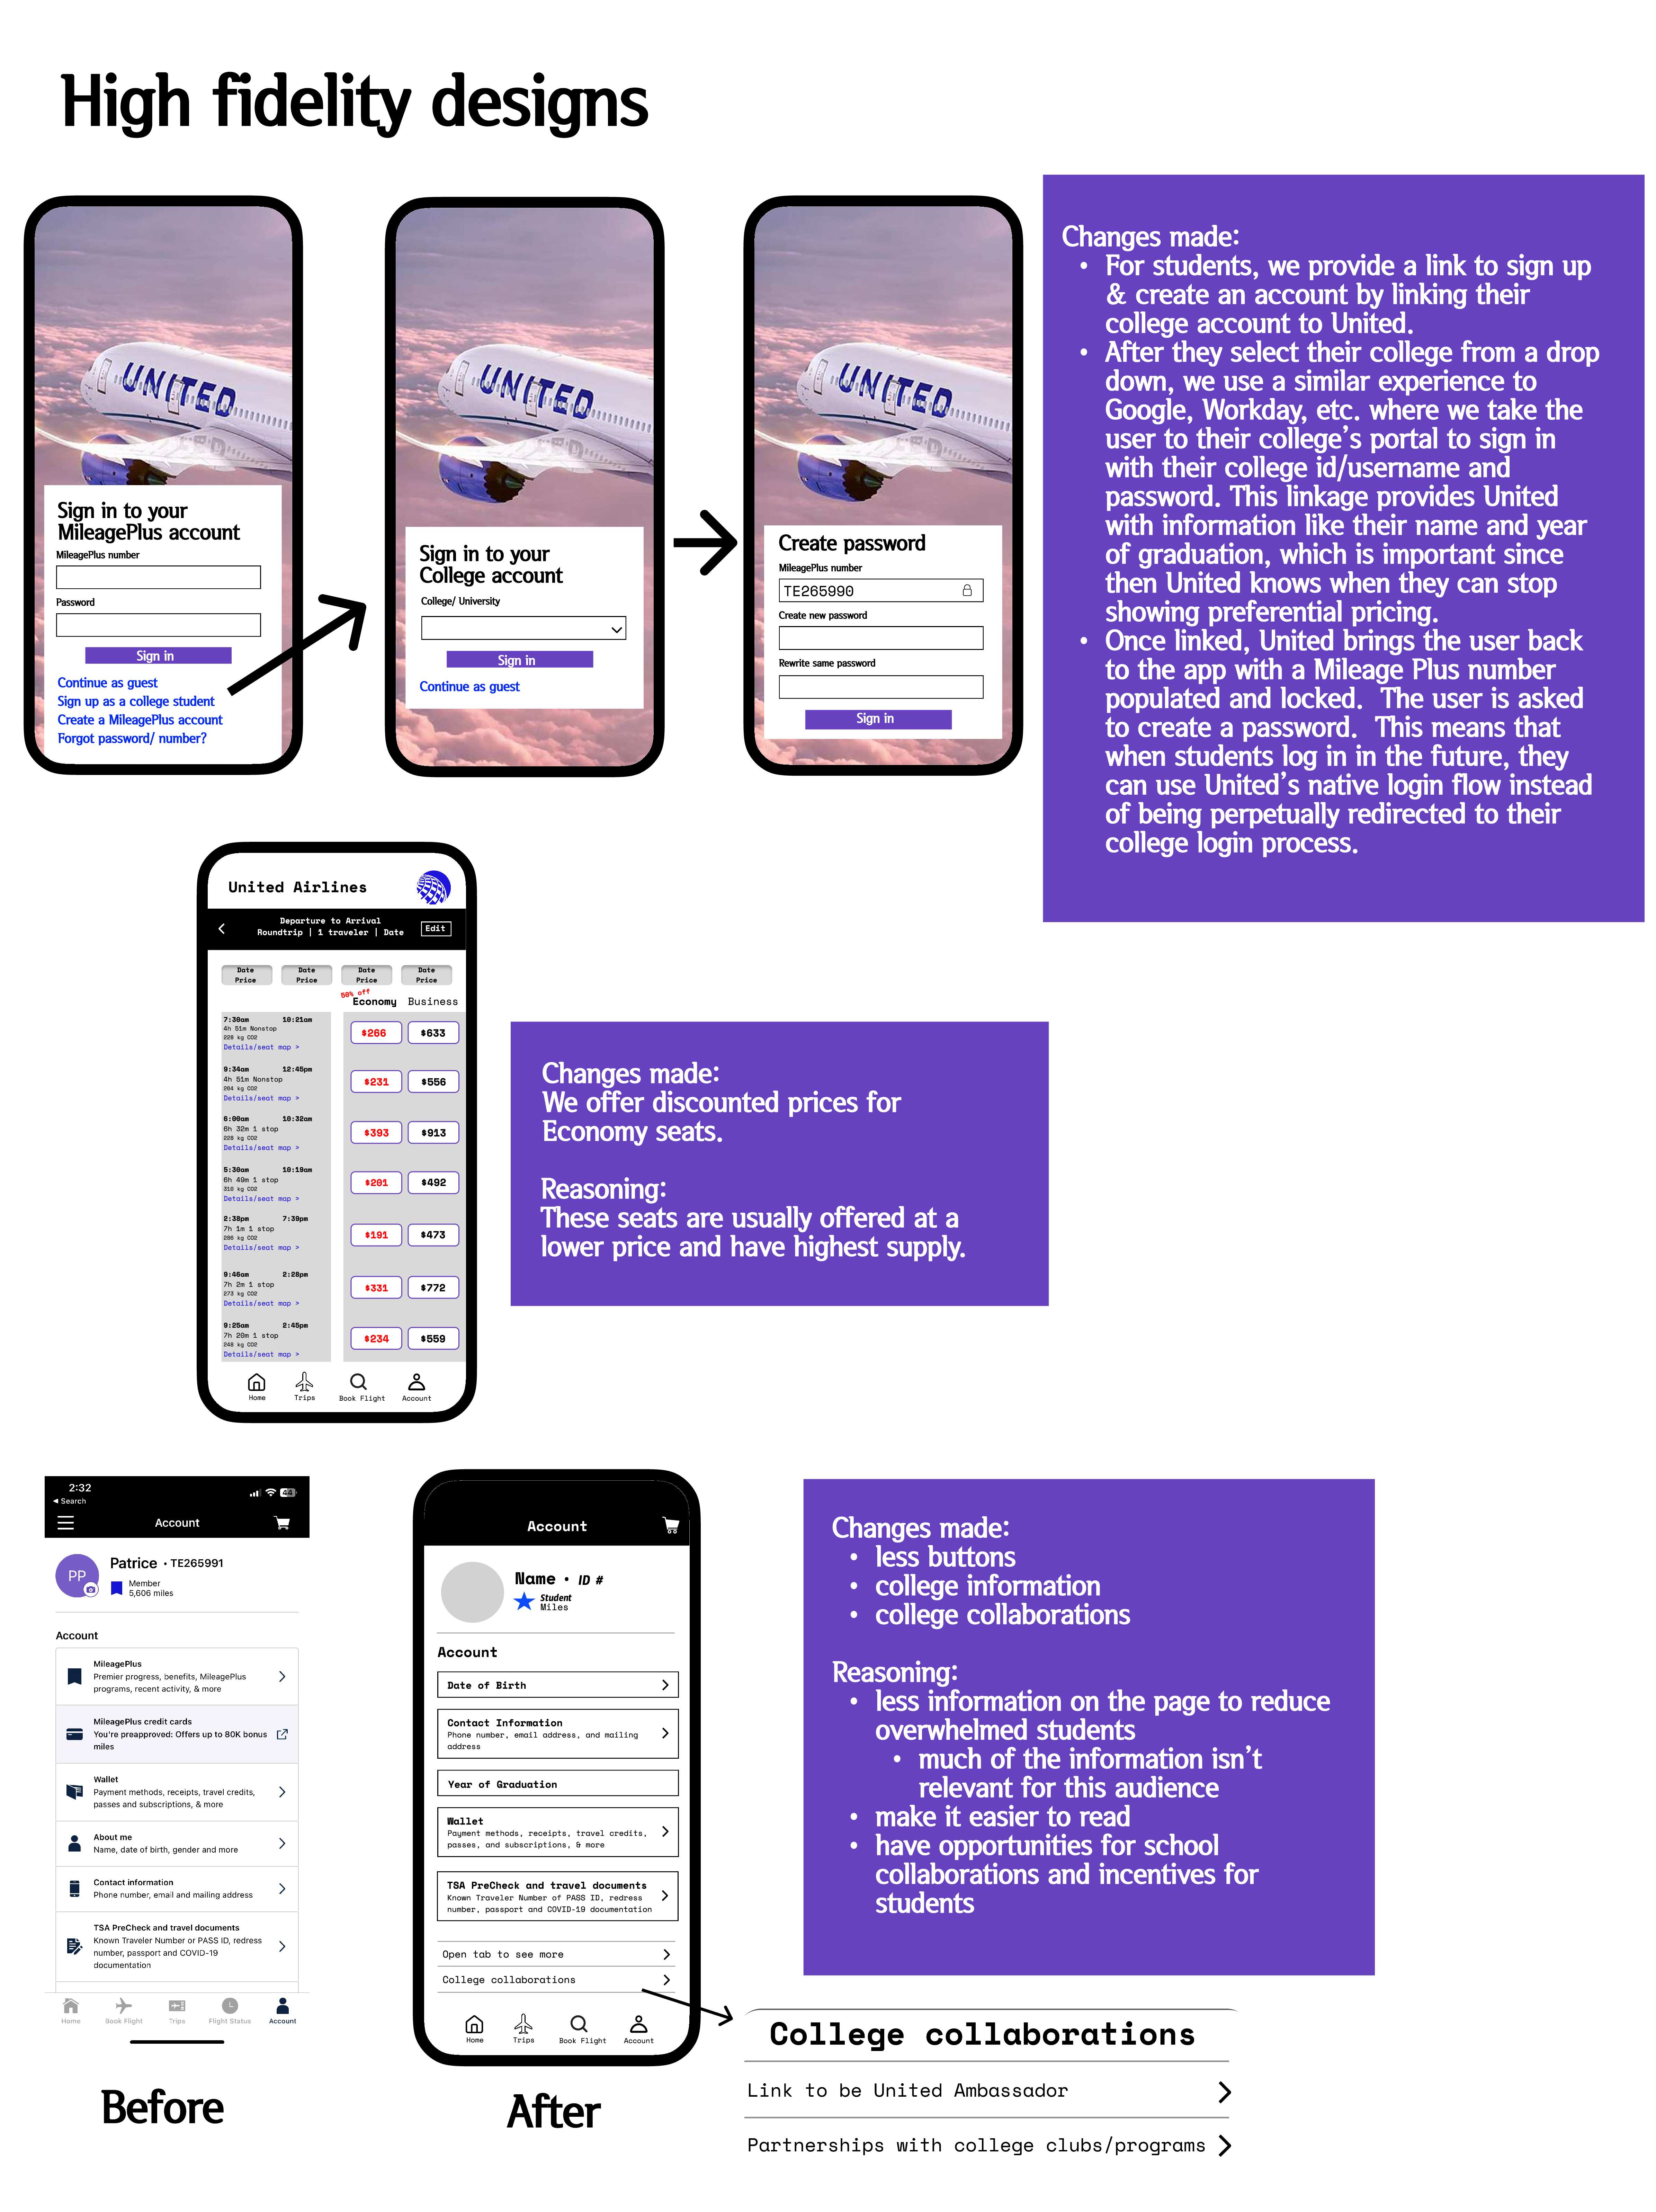 High fidelity designs
UNITED
Sign in to your
MileagePlus account
MileagePlus number
Password
Sign in
Continue as guest
Sign up as a college student
Create a MileagePlus account
Forgot password/ number?
UNITED
Sign in to your
College account
College/ University
Sign in
Continue as guest
UNITED
Create password
MileagePlus number
TE265990
Create new password
Rewrite same password
Sign in
Changes made:
• For students, we provide a link to sign up
& create an account by linking their
college account to United.
• After they select their college from a drop
down, we use a similar experience to
Google, Workday, etc. where we take the
user to their college's portal to sign in
with their college id/username and
password. This linkage provides United
with information like their name and year
of graduation, which is important since
then United knows when they can stop
showing preferential pricing.
• Once linked, United brings the user back
to the app with a Mileage Plus number
populated and locked. The user is asked
to create a password. This means that
when students log in in the future, they
can use United's native login flow instead
of being perpetually redirected to their
college login process.
United Airlines
Departure to Arrival
Roundtrip | 1 traveler | Date
Edit
Date Date Date Date
Price Price Price Price
50% off
Economy Business
7:30am 10:21am
4h 51m Nonstop
228 kg CO2
Details/seat map >
$266 $633
9:34am 12:45pm
4h 51m Nonstop
204 kg CO2
Details/seat map >
$231 $556
6:00am 10:32am
6h 32m 1 stop
228 kg CO2
Details/seat map >
$393 $913
5:30am 10:19am
6h 49m 1 stop
310 kg CO2
Details/seat map >
$201 $492
2:38pm 7:39pm
7h 1m 1 stop
286 kg CO2
Details/seat map >
$191 $473
9:46am 2:28pm
7h 2m 1 stop
273 kg CO2
Details/seat map >
$331 $772
9:25am 2:45pm
7h 20m 1 stop
248 kg CO2
Details/seat map >
$234 $559
Home Trips Book Flight Account
Changes made:
We offer discounted prices for
Economy seats.
Reasoning:
These seats are usually offered at a
lower price and have highest supply.
2:32
Search
44
Account
PP
Patrice • TE265991
Member
5,606 miles
Account
MileagePlus
Premier progress, benefits, MileagePlus
programs, recent activity, & more
MileagePlus credit cards
You're preapproved: Offers up to 80K bonus
miles
Wallet
Payment methods, receipts, travel credits,
passes and subscriptions, & more
About me
Name, date of birth, gender and more
Contact information
Phone number, email and mailing address
TSA PreCheck and travel documents
Known Traveler Number or PASS ID, redress
number, passport and COVID-19
documentation
Home Book Flight Trips Flight Status Account
Before
Account
Name • ID #
Student
Miles
Account
Date of Birth
Contact Information
Phone number, email address, and mailing
address
Year of Graduation
Wallet
Payment methods, receipts, travel credits,
passes, and subscriptions, & more
TSA PreCheck and travel documents
Known Traveler Number of PASS ID, redress
number, passport and COVID-19 documentation
Open tab to see more
College collaborations
Home Trips Book Flight Account
After
Changes made:
• less buttons
• college information
• college collaborations
Reasoning:
• less information on the page to reduce
overwhelmed students
• much of the information isn't
relevant for this audience
• make it easier to read
• have opportunities for school
collaborations and incentives for
students
College collaborations
Link to be United Ambassador
Partnerships with college clubs/programs